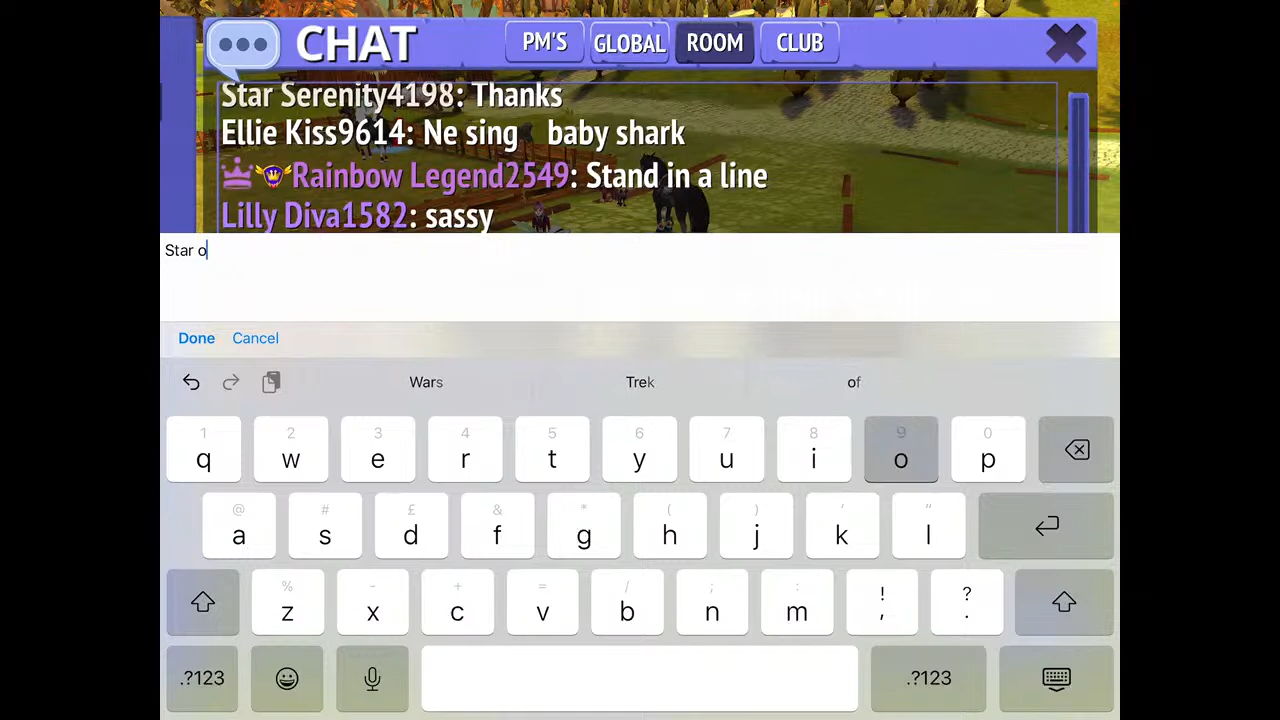 CHAT PM'S GLOBAL ROOM CLUB
Star Serenity4198: Thanks
Ellie Kiss9614: Ne sing baby shark
Rainbow Legend2549: Stand in a line
Lilly Diva1582: sassy
Star o
Done Cancel
Wars Trek of
1 2 3 4 5 6 7 8 9 0
q w e r t y u i o p
@ # £ & * ( ) ' "
a s d f g h j k l
% - + = / ; : ! ?
z x c v b n m , .
.?123 .?123